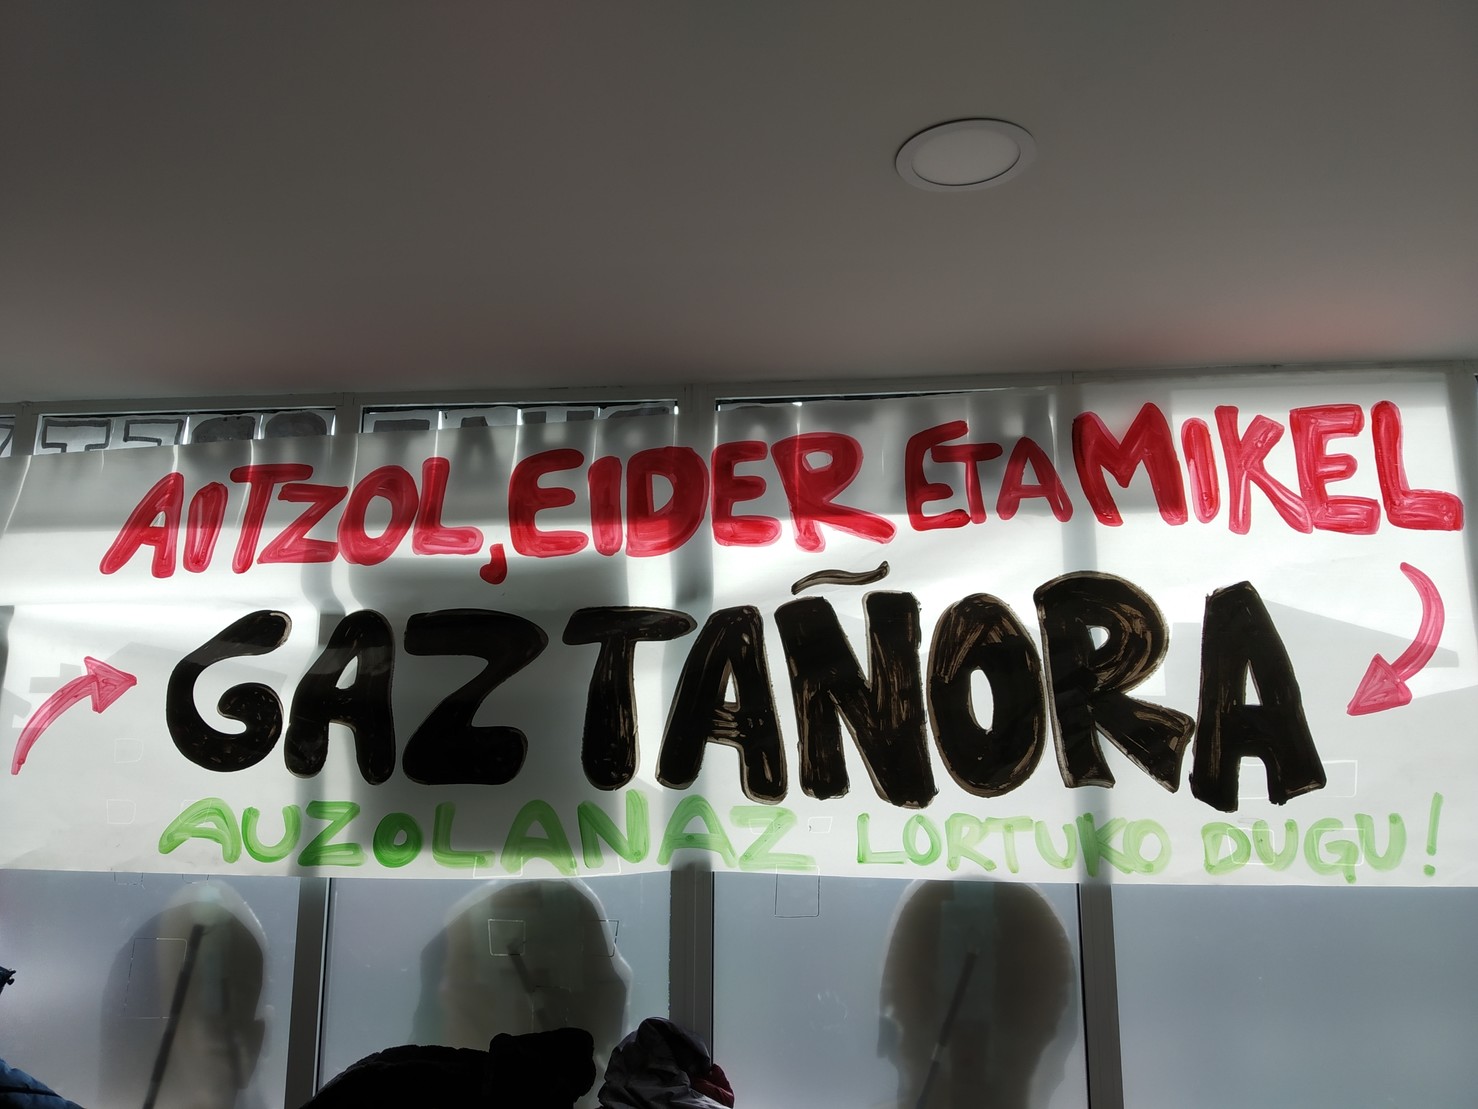 AITZOL, EIDER ETA MIKEL
GAZTAÑORA
AUZOLANAZ LORTUKO DUGU!